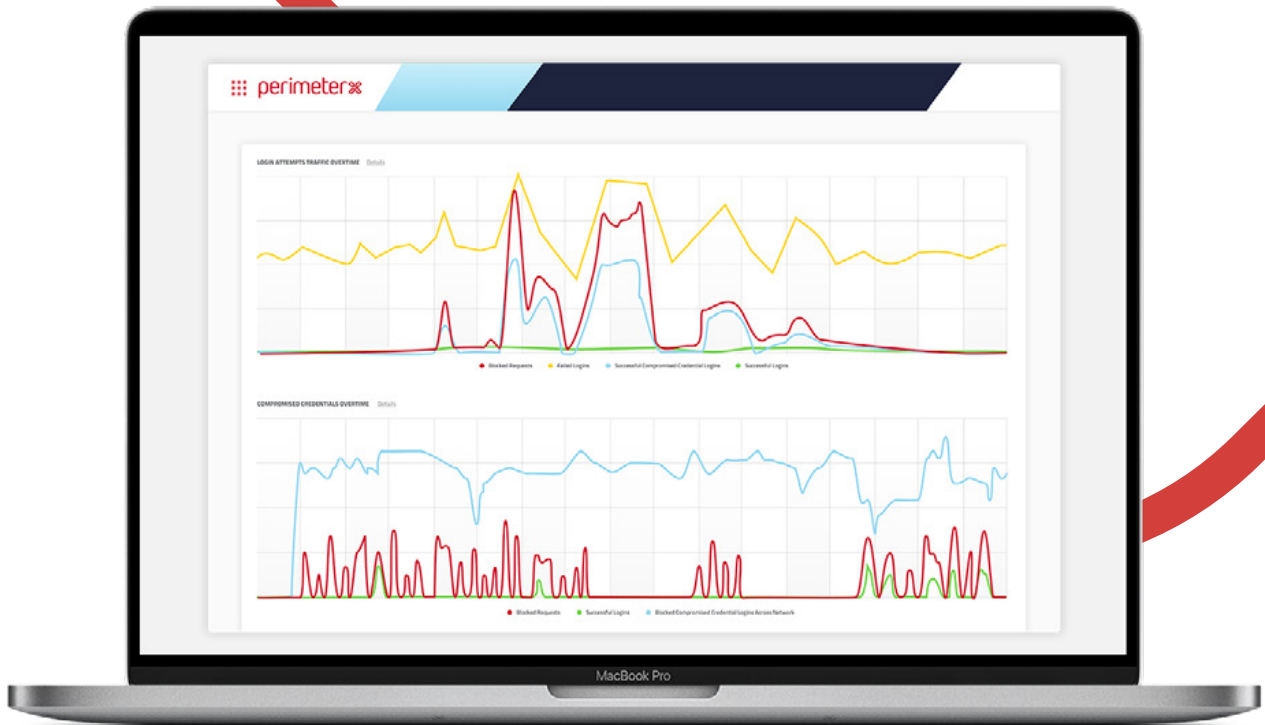 perimeterx
LOGIN ATTEMPTS TRAFFIC OVERTIME Details
Blocked Requests Failed Logins Successful Compromised Credential Logins Successful Logins
COMPROMISED CREDENTIALS OVERTIME Details
Blocked Requests Successful Logins Blocked Compromised Credential Logins Across Network
MacBook Pro